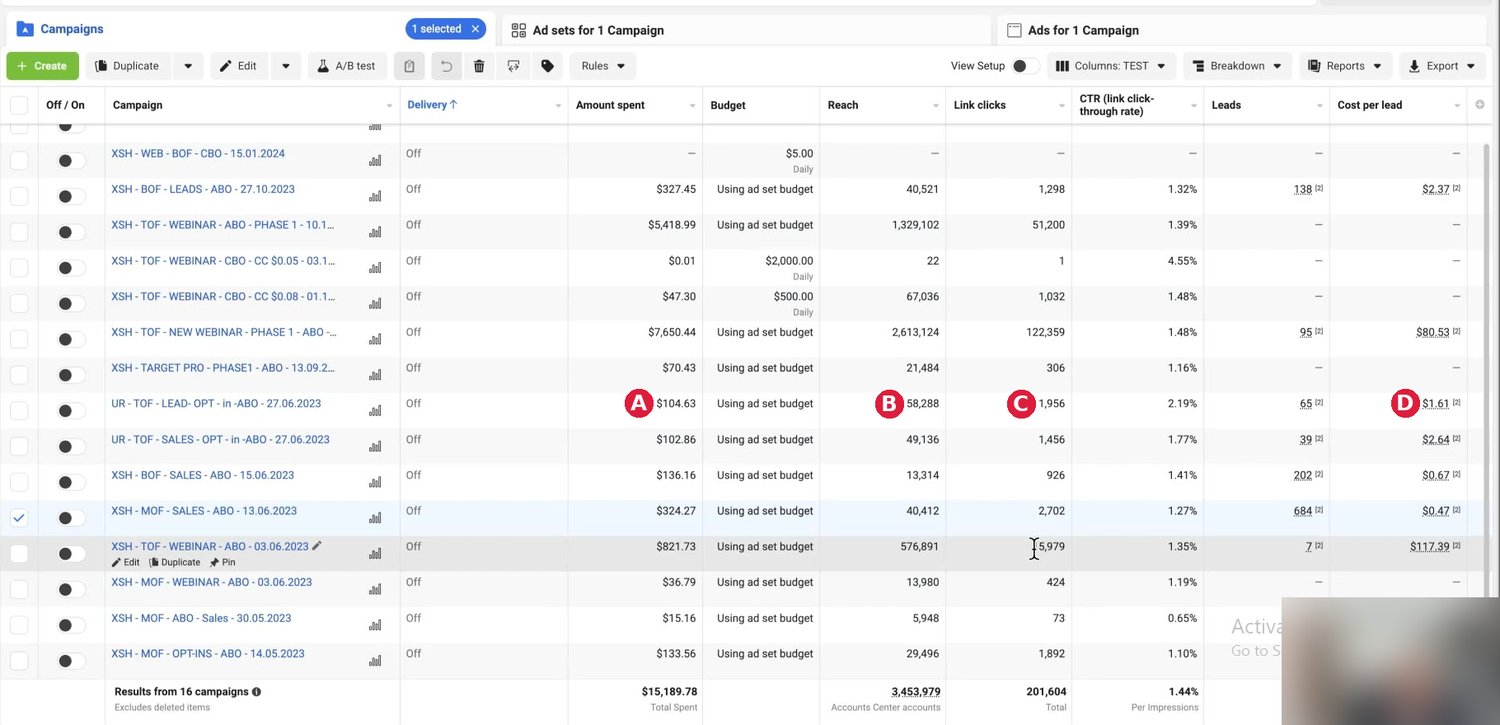 Campaigns 1 selected × Ad sets for 1 Campaign Ads for 1 Campaign
+ Create Duplicate Edit A/B test Rules View Setup Columns: TEST Breakdown Reports Export
Off / On Campaign Delivery ↑ Amount spent Budget Reach Link clicks CTR (link click-through rate) Leads Cost per lead
XSH - WEB - BOF - CBO - 15.01.2024 Off — $5.00 — — — — —
Daily
XSH - BOF - LEADS - ABO - 27.10.2023 Off $327.45 Using ad set budget 40,521 1,298 1.32% 138 [2] $2.37 [2]
XSH - TOF - WEBINAR - ABO - PHASE 1 - 10.1... Off $5,418.99 Using ad set budget 1,329,102 51,200 1.39% — —
XSH - TOF - WEBINAR - CBO - CC $0.05 - 03.1... Off $0.01 $2,000.00 22 1 4.55% — —
Daily
XSH - TOF - WEBINAR - CBO - CC $0.08 - 01.1... Off $47.30 $500.00 67,036 1,032 1.48% — —
Daily
XSH - TOF - NEW WEBINAR - PHASE 1 - ABO -... Off $7,650.44 Using ad set budget 2,613,124 122,359 1.48% 95 [2] $80.53 [2]
XSH - TARGET PRO - PHASE1 - ABO - 13.09.2... Off $70.43 Using ad set budget 21,484 306 1.16% — —
UR - TOF - LEAD- OPT - in -ABO - 27.06.2023 Off A $104.63 Using ad set budget B 58,288 C 1,956 2.19% 65 [2] D $1.61 [2]
UR - TOF - SALES - OPT - in -ABO - 27.06.2023 Off $102.86 Using ad set budget 49,136 1,456 1.77% 39 [2] $2.64 [2]
XSH - BOF - SALES - ABO - 15.06.2023 Off $136.16 Using ad set budget 13,314 926 1.41% 202 [2] $0.67 [2]
XSH - MOF - SALES - ABO - 13.06.2023 Off $324.27 Using ad set budget 40,412 2,702 1.27% 684 [2] $0.47 [2]
XSH - TOF - WEBINAR - ABO - 03.06.2023 Off $821.73 Using ad set budget 576,891 5,979 1.35% 7 [2] $117.39 [2]
Edit Duplicate Pin
XSH - MOF - WEBINAR - ABO - 03.06.2023 Off $36.79 Using ad set budget 13,980 424 1.19% — —
XSH - MOF - ABO - Sales - 30.05.2023 Off $15.16 Using ad set budget 5,948 73 0.65%
XSH - MOF - OPT-INS - ABO - 14.05.2023 Off $133.56 Using ad set budget 29,496 1,892 1.10%
Results from 16 campaigns $15,189.78 3,453,979 201,604 1.44%
Excludes deleted items Total Spent Accounts Center accounts Total Per Impressions
Activa
Go to S